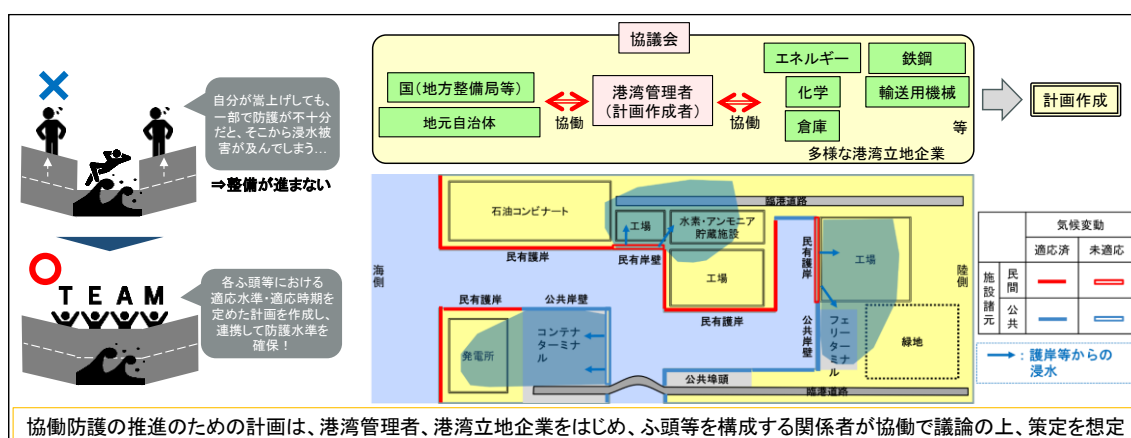 自分が嵩上げしても、
一部で防護が不十分
だと、そこから浸水被
害が及んでしまう…
⇒整備が進まない
TEAM
各ふ頭等における
適応水準・適応時期を
定めた計画を作成し、
連携して防護水準を
確保！
協議会
国(地方整備局等)
地元自治体
協働
港湾管理者
(計画作成者)
協働
エネルギー
鉄鋼
化学
輸送用機械
倉庫
等
多様な港湾立地企業
計画作成
海側
陸側
石油コンビナート
工場
水素・アンモニア
貯蔵施設
臨港道路
民有護岸
民有岸壁
工場
民有護岸
工場
民有護岸
公共岸壁
民有護岸
公共岸壁
発電所
コンテナ
ターミナ
ル
フェ
リーター
ミナル
緑地
公共埠頭
臨港道路
気候変動
適応済
未適応
施設諸元
民間
公共
：護岸等からの
浸水
協働防護の推進のための計画は、港湾管理者、港湾立地企業をはじめ、ふ頭等を構成する関係者が協働で議論の上、策定を想定